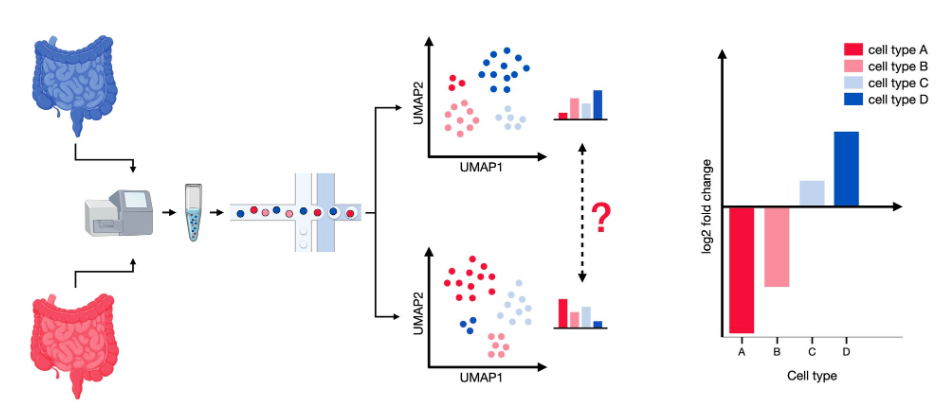 UMAP2
UMAP1
?
UMAP2
UMAP1
cell type A
cell type B
cell type C
cell type D
log2 fold change
A B C D
Cell type